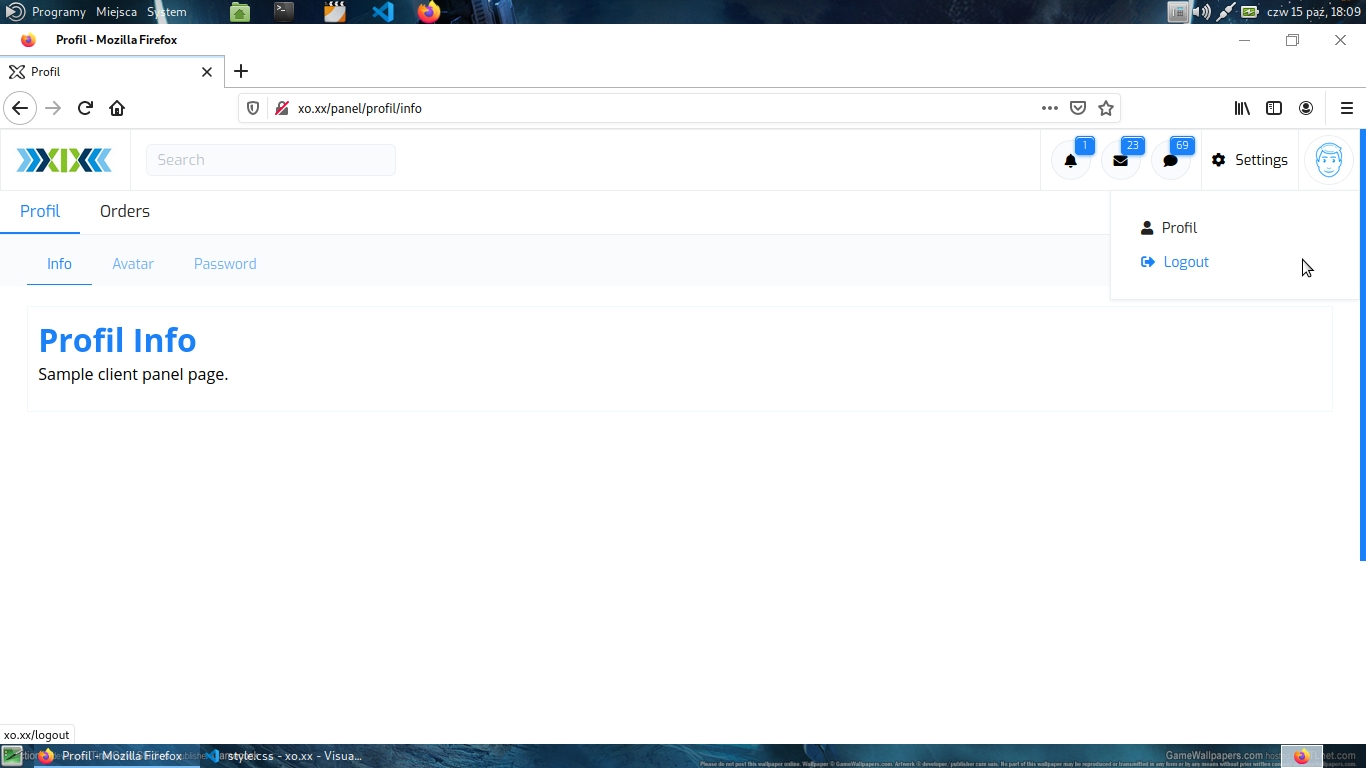 Programy Miejsca System
czw 15 paź, 18:09
Profil - Mozilla Firefox
Profil
xo.xx/panel/profil/info
XIX
Search
1
23
69
Settings
Profil Orders
Profil
Info Avatar Password
Logout
Profil Info
Sample client panel page.
xo.xx/logout
Profil - Mozilla Firefox
style.css - xo.xx - Visua...
GameWallpapers.com